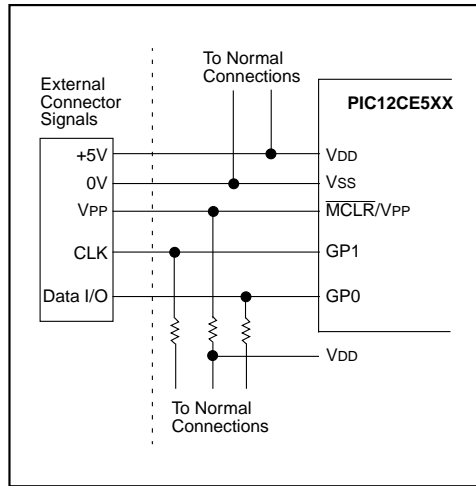 To Normal
Connections
External
Connector
Signals
PIC12CE5XX
+5V
VDD
0V
VSS
VPP
MCLR/VPP
CLK
GP1
Data I/O
GP0
VDD
To Normal
Connections